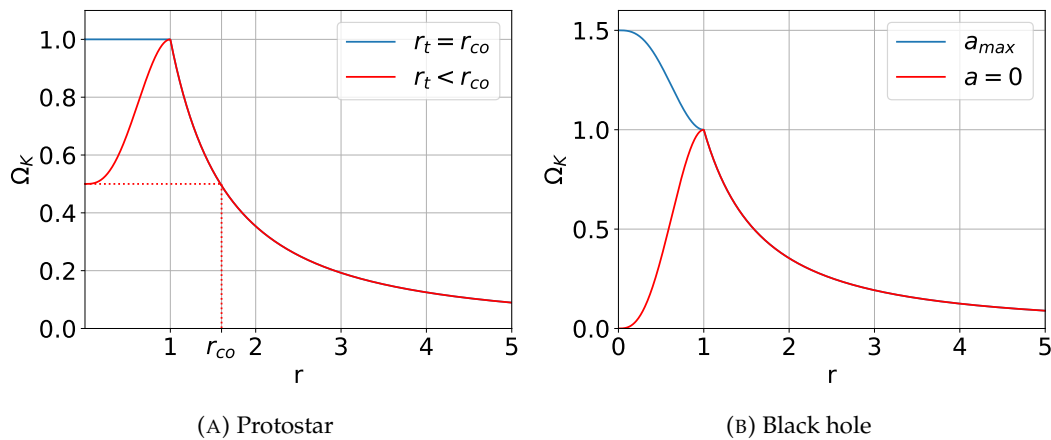 1.0
0.8
0.6
0.4
0.2
0.0
Ω_K
r_t = r_co
r_t < r_co
1 r_co 2 3 4 5
r
(A) Protostar
1.5
1.0
0.5
0.0
Ω_K
a_max
a = 0
0 1 2 3 4 5
r
(B) Black hole